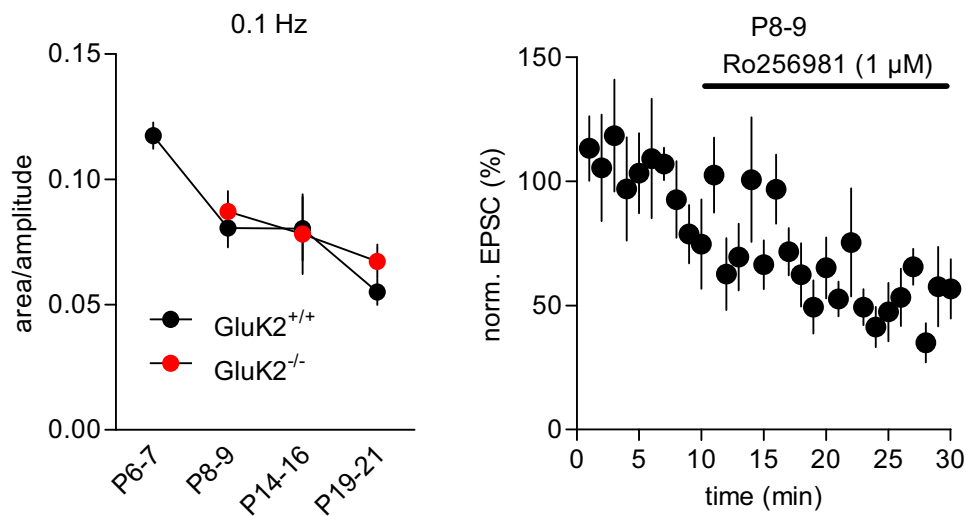 0.1 Hz
0.15
0.10
0.05
0.00
area/amplitude
GluK2+/+
GluK2-/-
P6-7
P8-9
P14-16
P19-21
P8-9
Ro256981 (1 µM)
150
100
50
0
norm. EPSC (%)
0 5 10 15 20 25 30
time (min)